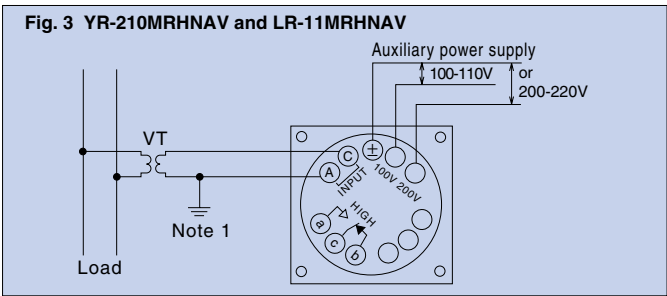 Fig. 3 YR-210MRHNAV and LR-11MRHNAV
Auxiliary power supply
100-110V
or
200-220V
VT
C
±
A
INPUT
100V 200V
HIGH
a
c
b
Note 1
Load